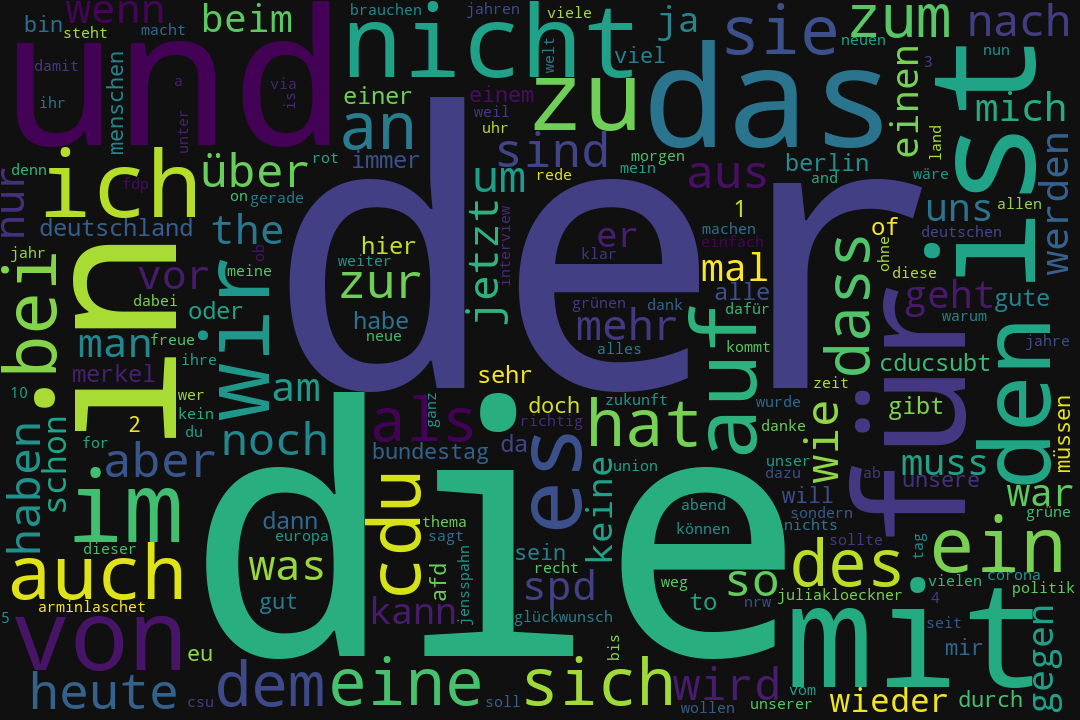 wenn
bin
steht
macht
beim
brauchen
jahren
viele
ja
zum
nach
und
nicht
welt
viel
sie
neuen
nun
damit
a
via
is
einer
einem
zu
das
einen
3
ist
mich
ihr
menschen
unter
an
weil
uhr
sind
morgen
mein
land
denn
ich
fdp
über
rot
immer
um
rede
aus
berlin
and
wäre
allen
werden
nur
on
gerade
deutschland
the
der
jetzt
interview
er
klar
1
machen
einfach
of
uns
deutschen
jahr
bei
in
vor
ob
meine
hier
weiter
zur
mal
alle
ohne
diese
dass
geht
gute
dabei
oder
wir
habe
neue
grünen
dank
mehr
alles
auf
dafür
kommt
für
warum
jahre
man
freue
ihre
merkel
am
sehr
zeit
cducsubt
den
10
wer
kein
2
du
als
ganz
doch
zukunft
richtig
hat
wurde
danke
wie
gibt
müssen
haben
schon
for
aber
noch
bundestag
da
es
keine
union
unser
dazu
ab
muss
unsere
im
die
cdu
will
sondern
nichts
war
grüne
dieser
dann
europa
was
thema
sagt
abend
können
sollte
tag
ein
auch
gut
afd
jensspahn
sein
recht
spd
weg
so
des
vielen
corona
politik
arminlaschet
kann
glückwunsch
to
nrw
juliakloeckner
4
5
von
eu
bis
mit
seit
mir
gegen
heute
csu
dem
eine
soll
sich
wird
wollen
vom
unserer
wieder
durch